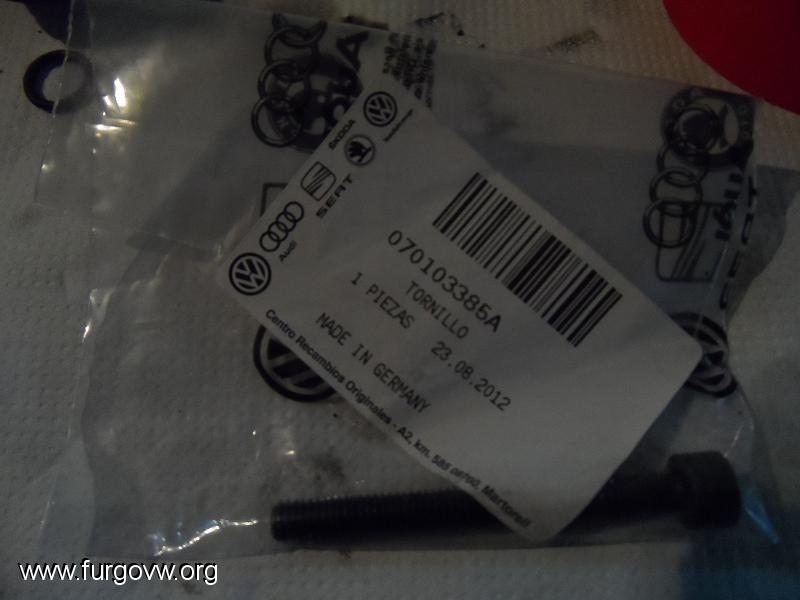 ŠKODA
SEAT
Audi
070103385A
TORNILLO
1 PIEZAS 23.08.2012
MADE IN GERMANY
Centro Recambios Originales - A2, km. 585 08760, Martorell
www.furgovw.org